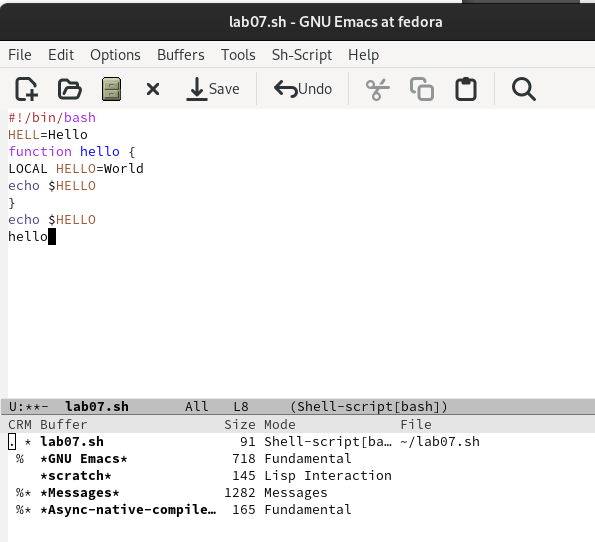 lab07.sh - GNU Emacs at fedora
File Edit Options Buffers Tools Sh-Script Help
Save Undo
#!/bin/bash
HELL=Hello
function hello {
LOCAL HELLO=World
echo $HELLO
}
echo $HELLO
hello
U:**- lab07.sh All L8 (Shell-script[bash])
CRM Buffer Size Mode File
. * lab07.sh 91 Shell-script[ba… ~/lab07.sh
% *GNU Emacs* 718 Fundamental
*scratch* 145 Lisp Interaction
%* *Messages* 1282 Messages
%* *Async-native-compile… 165 Fundamental